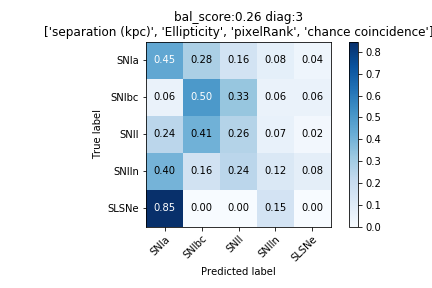 bal_score:0.26 diag:3
['separation (kpc)', 'Ellipticity', 'pixelRank', 'chance coincidence']
SNIa 0.45 0.28 0.16 0.08 0.04
SNIbc 0.06 0.50 0.33 0.06 0.06
SNII 0.24 0.41 0.26 0.07 0.02
SNIIn 0.40 0.16 0.24 0.12 0.08
SLSNe 0.85 0.00 0.00 0.15 0.00
True label
SNIa SNIbc SNII SNIIn SLSNe
Predicted label
0.8
0.7
0.6
0.5
0.4
0.3
0.2
0.1
0.0